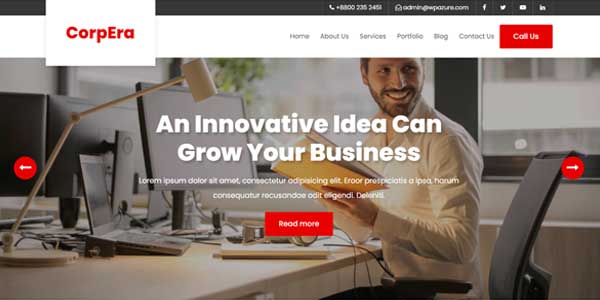 +8800 235 2451
admin@wpazure.com
CorpEra
Home
About Us
Services
Portfolio
Blog
Contact Us
Call Us
An Innovative Idea Can
Grow Your Business
Lorem ipsum dolor sit amet, consectetur adipisicing elit. Eroor prespiciatis a ipsa, harum
consequatur recusandae odit eligendi. Deleniti.
Read more